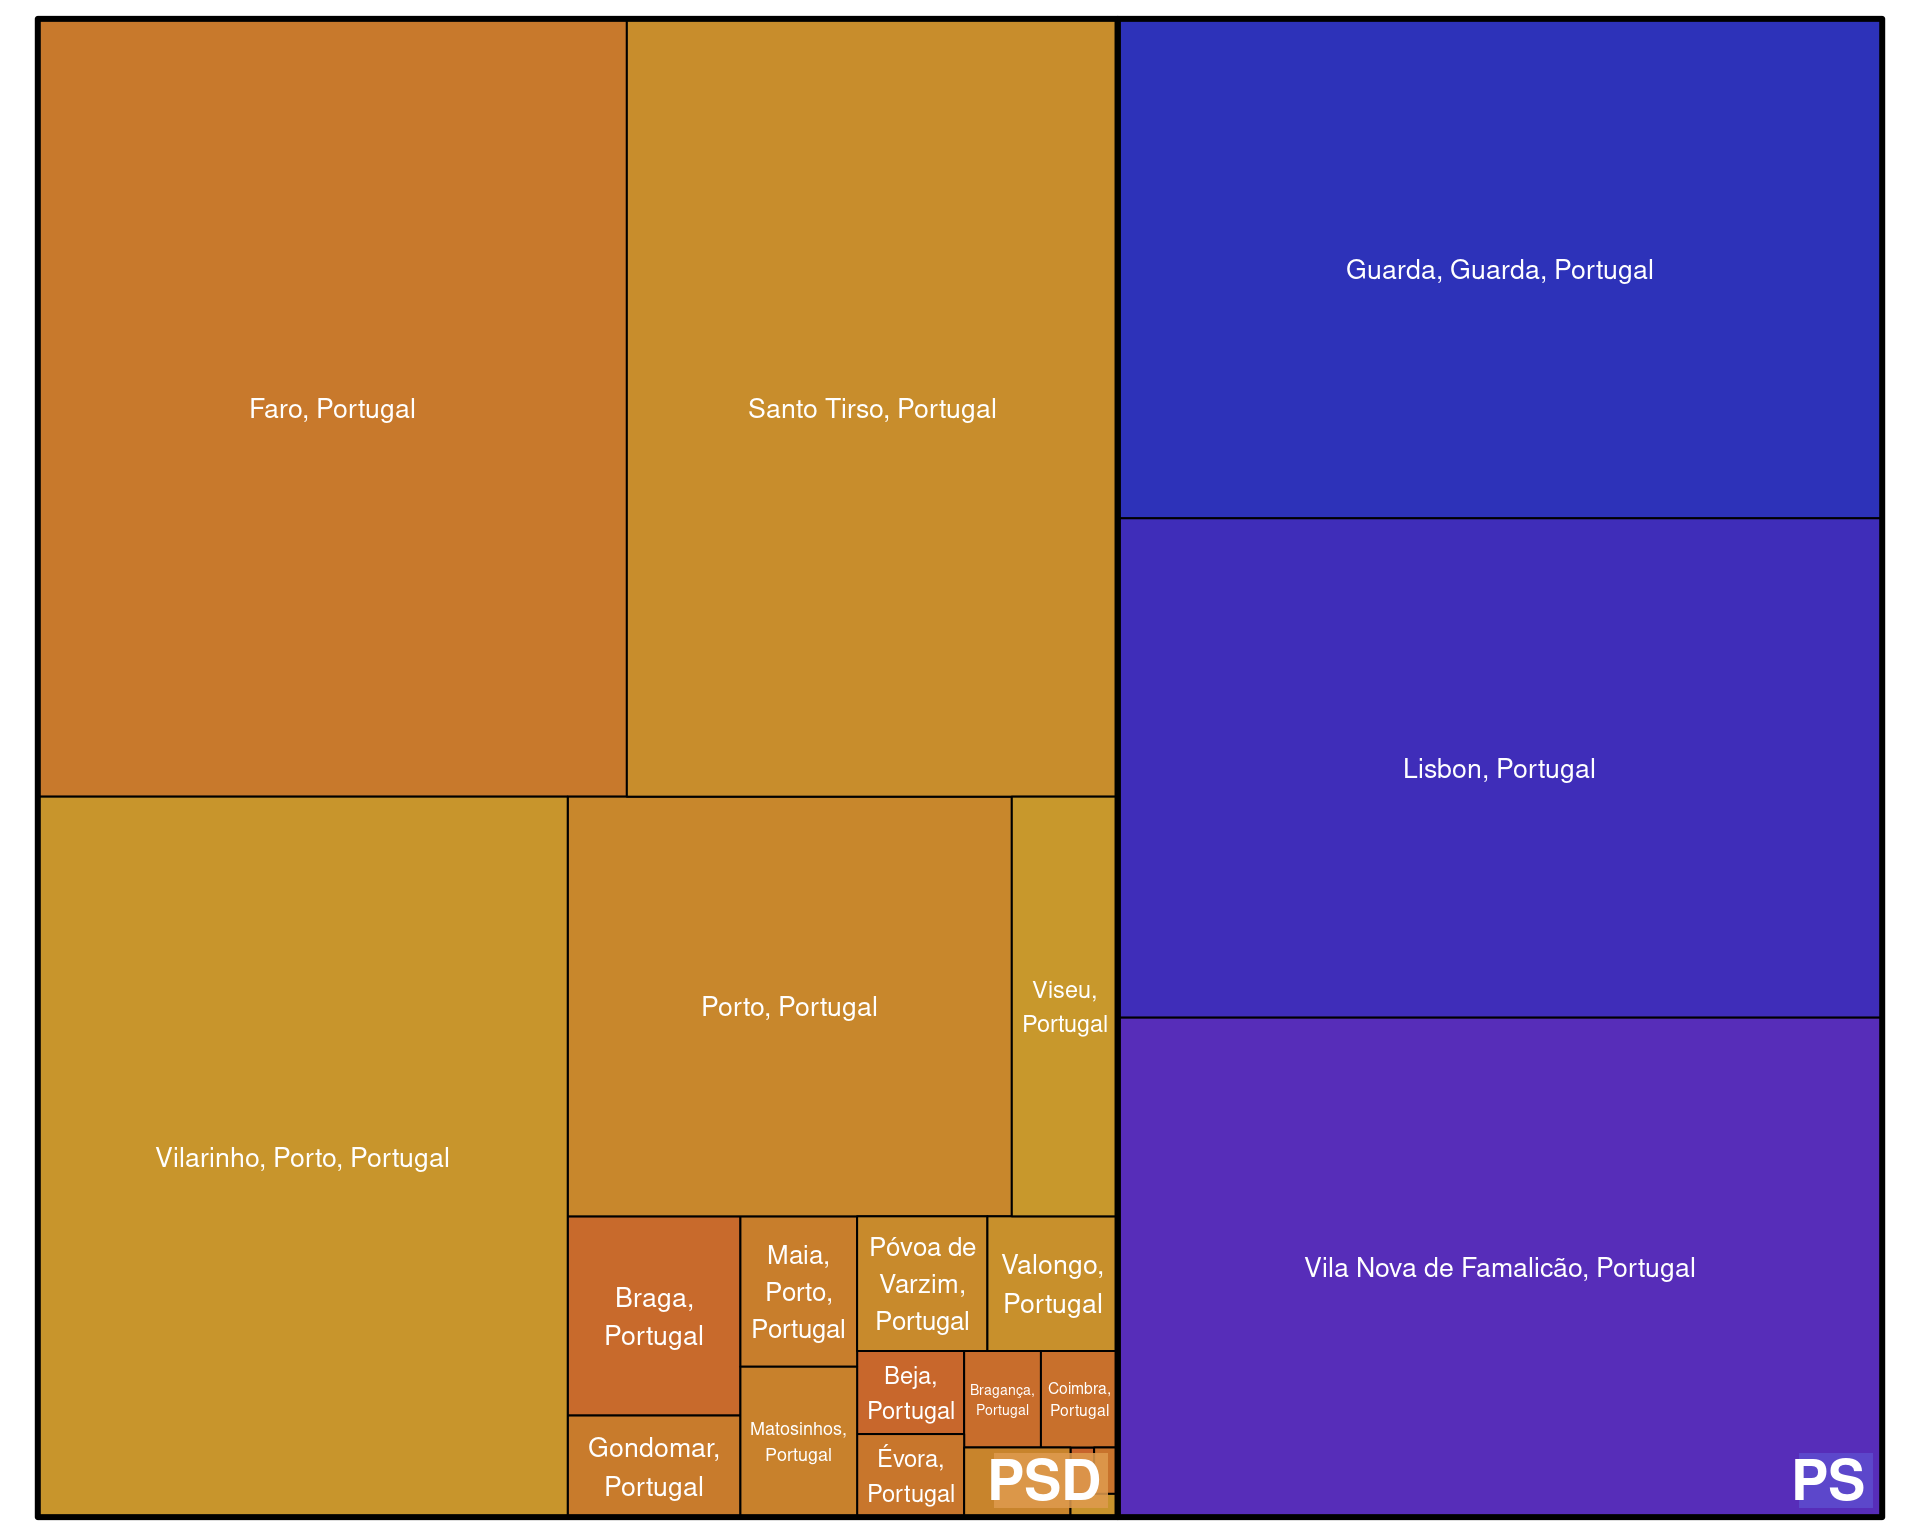 Faro, Portugal
Santo Tirso, Portugal
Guarda, Guarda, Portugal
Lisbon, Portugal
Vilarinho, Porto, Portugal
Porto, Portugal
Viseu,
Portugal
Braga,
Portugal
Maia,
Porto,
Portugal
Póvoa de
Varzim,
Portugal
Valongo,
Portugal
Gondomar,
Portugal
Matosinhos,
Portugal
Beja,
Portugal
Évora,
Portugal
Bragança,
Portugal
Coimbra,
Portugal
PSD
Vila Nova de Famalicão, Portugal
PS